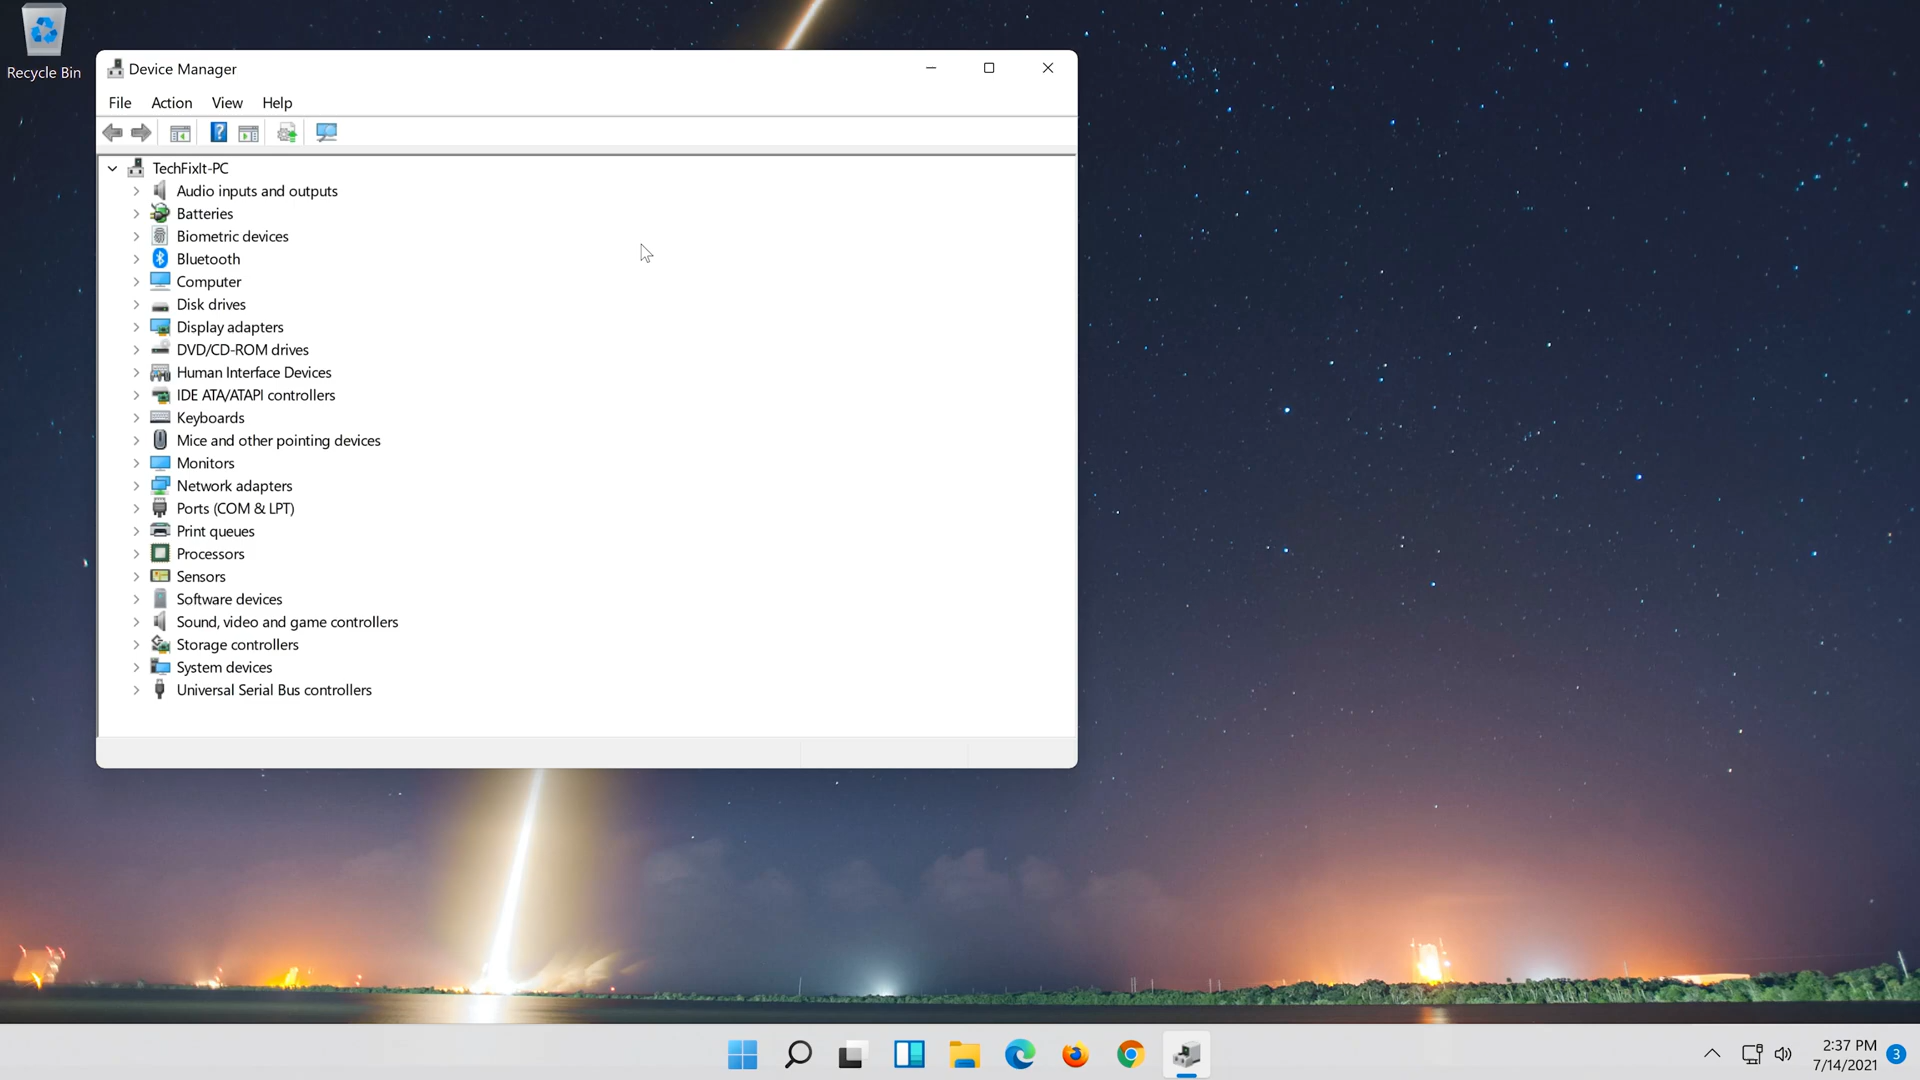 Recycle Bin
Device Manager
File Action View Help
?
TechFixIt-PC
Audio inputs and outputs
Batteries
Biometric devices
Bluetooth
Computer
Disk drives
Display adapters
DVD/CD-ROM drives
Human Interface Devices
IDE ATA/ATAPI controllers
Keyboards
Mice and other pointing devices
Monitors
Network adapters
Ports (COM & LPT)
Print queues
Processors
Sensors
Software devices
Sound, video and game controllers
Storage controllers
System devices
Universal Serial Bus controllers
2:37 PM
7/14/2021
3